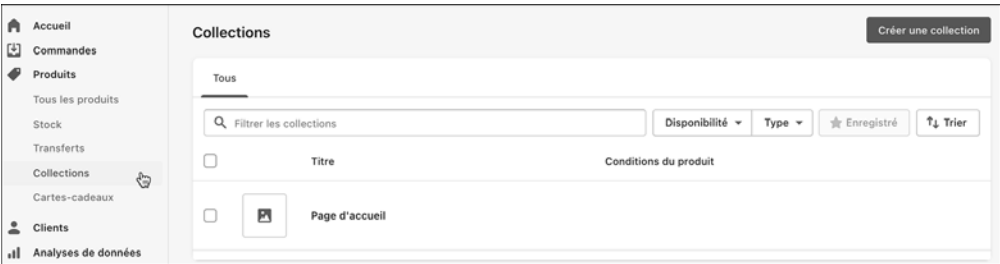 Accueil
Commandes
Produits
Tous les produits
Stock
Transferts
Collections
Cartes-cadeaux
Clients
Analyses de données
Collections
Créer une collection
Tous
Filtrer les collections
Disponibilité
Type
Enregistré
Trier
Titre
Conditions du produit
Page d'accueil